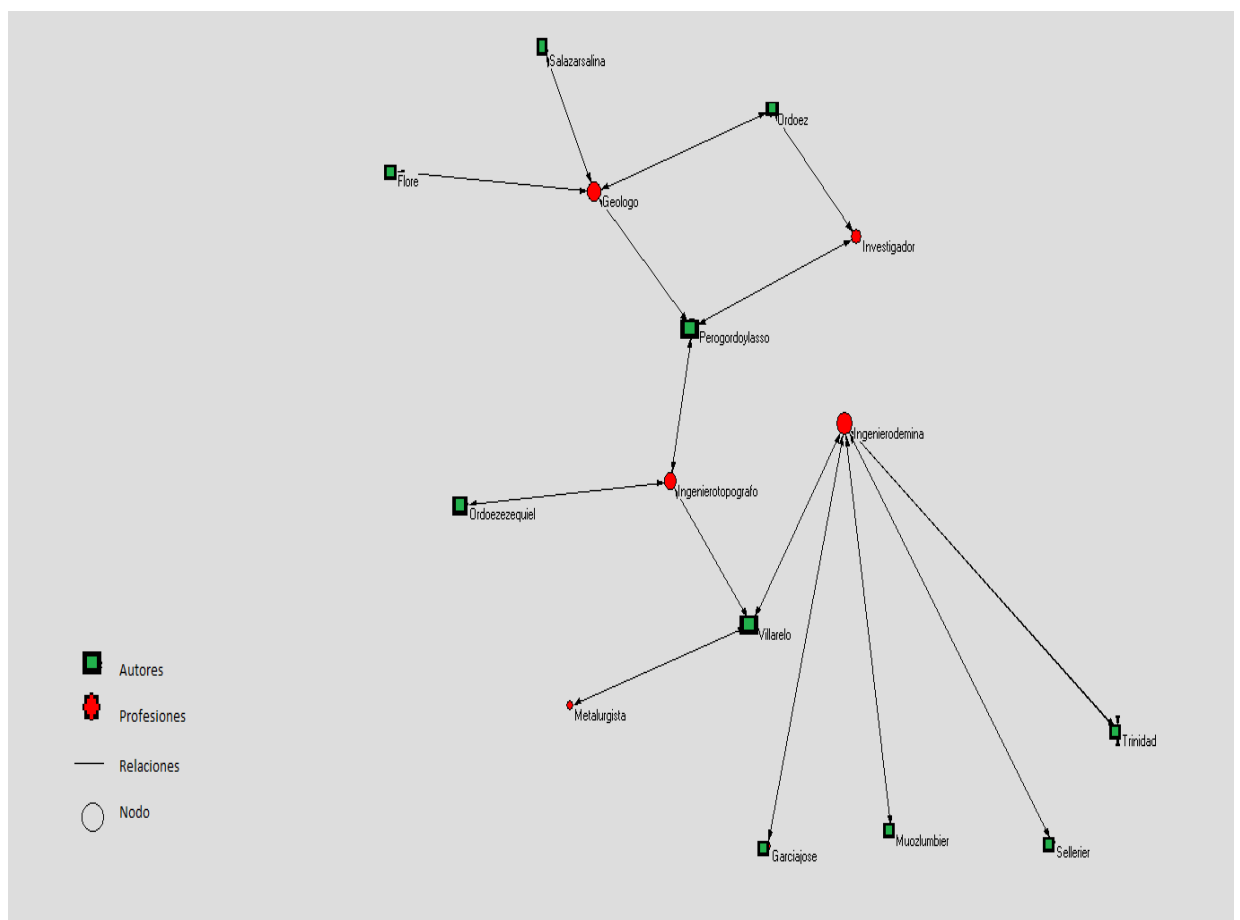 Salazarsalina
Ordoez
Flore
Geologo
Investigador
Perogordoylasso
Ingenierodemina
Ingenierotopografo
Ordoezezequiel
Villarelo
Metalurgista
Trinidad
Muozlumbier
Sellerier
Garciajose
Autores
Profesiones
Relaciones
Nodo